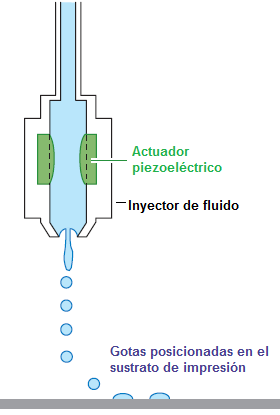 Actuador
piezoeléctrico
Inyector de fluido
Gotas posicionadas en el
sustrato de impresión